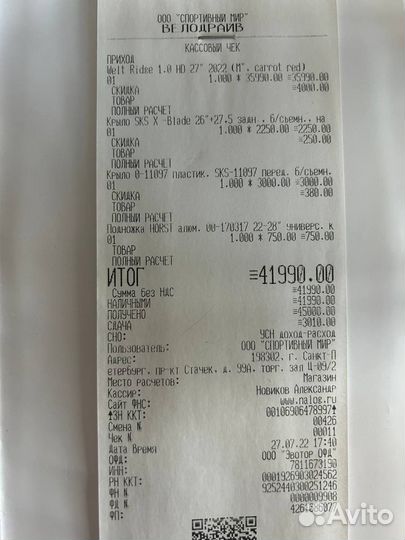 ООО "СПОРТИВНЫЙ МИР"
ВЕЛОДРАЙВ
КАССОВЫЙ ЧЕК
ПРИХОД
Welt Ridge 1.0 HD 27" 2022 (M", carrot red)
01 1.000 * 35990.00 =35990.00
СКИДКА =4000.00
ТОВАР
ПОЛНЫЙ РАСЧЕТ
Крыло SKS X -Blade 26"+27,5 задн., б/съемн., на
01 1.000 * 2250.00 =2250.00
СКИДКА =250.00
ТОВАР
ПОЛНЫЙ РАСЧЕТ
Крыло 0-11097 пластик. SKS-11097 перед. б/съемн.
01 1.000 * 3000.00 =3000.00
СКИДКА =380.00
ТОВАР
ПОЛНЫЙ РАСЧЕТ
Подножка HORST алюм. 00-170317 22-28" универс. к
01 1.000 * 750.00 =750.00
ТОВАР
ПОЛНЫЙ РАСЧЕТ
ИТОГ =41990.00
Сумма без НДС =41990.00
НАЛИЧНЫМИ =41990.00
ПОЛУЧЕНО =45000.00
СДАЧА =3010.00
СНО: УСН доход-расход
Пользователь: ООО "СПОРТИВНЫЙ МИР"
Адрес: 198302, г. Санкт-П
етербург, пр-кт Стачек, д. 99А, торг. зал Ц-09/2
Место расчетов: Магазин
Кассир: Новиков Александр
Сайт ФНС: www.nalog.ru
ЗН ККТ: 00106906478997
Смена N 00426
Чек N 00011
Дата Время 27.07.22 17:40
ОФД: ООО "Эвотор ОФД"
ИНН: 7811673190
РН ККТ: 0001926903024562
ФН N 9252440300251246
ФД N 0000009908
ФП:
Avito